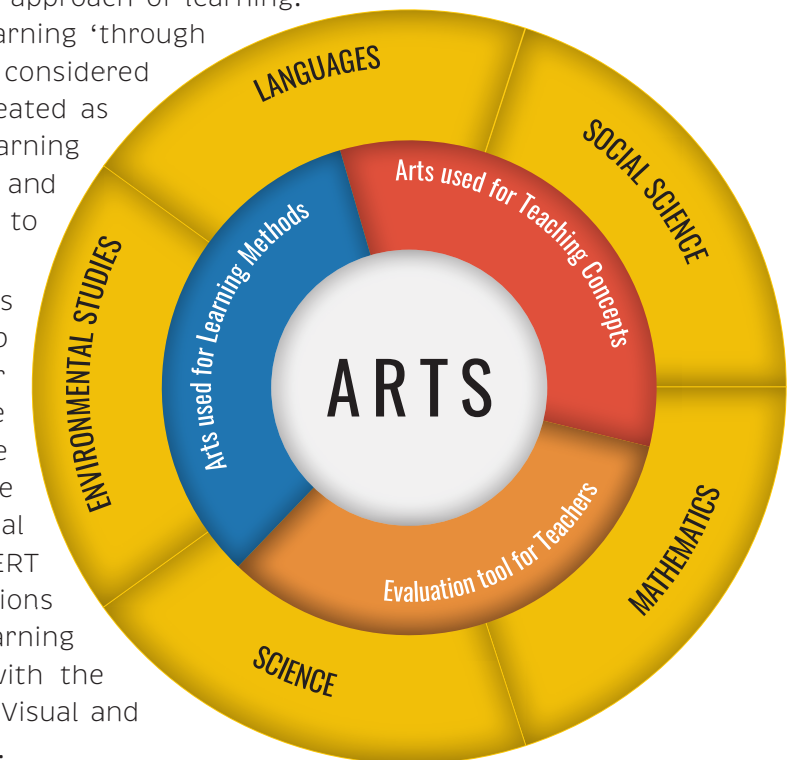 approach of learning.
arning ‘through
considered
eated as
arning
and
to
s
e
e
e
al
ERT
ions
arning
with the
Visual and
.
LANGUAGES
SOCIAL SCIENCE
MATHEMATICS
SCIENCE
ENVIRONMENTAL STUDIES
Arts used for Learning Methods
Arts used for Teaching Concepts
Evaluation tool for Teachers
ARTS